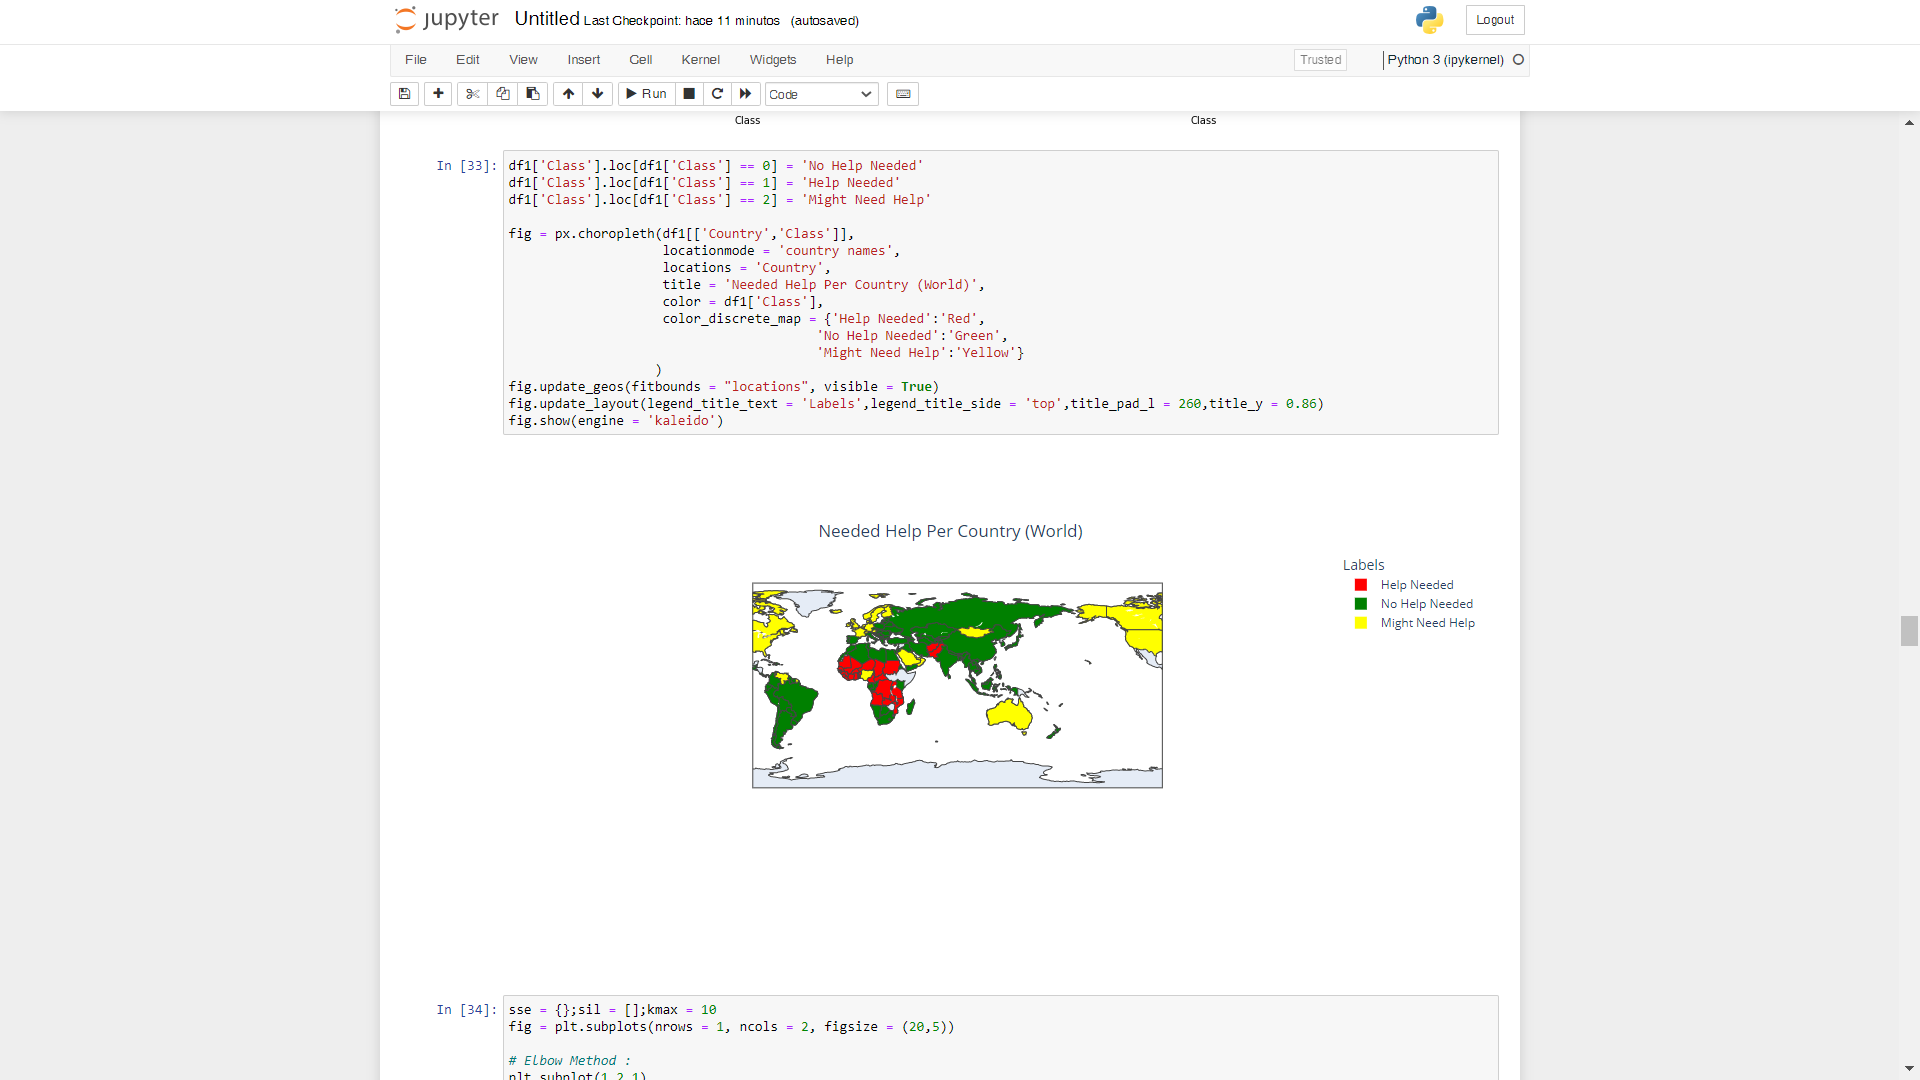 jupyter Untitled Last Checkpoint: hace 11 minutos (autosaved) Logout
File Edit View Insert Cell Kernel Widgets Help Trusted Python 3 (ipykernel)
Run Code
Class Class
In [33]: df1['Class'].loc[df1['Class'] == 0] = 'No Help Needed'
df1['Class'].loc[df1['Class'] == 1] = 'Help Needed'
df1['Class'].loc[df1['Class'] == 2] = 'Might Need Help'
fig = px.choropleth(df1[['Country','Class']],
locationmode = 'country names',
locations = 'Country',
title = 'Needed Help Per Country (World)',
color = df1['Class'],
color_discrete_map = {'Help Needed':'Red',
'No Help Needed':'Green',
'Might Need Help':'Yellow'}
)
fig.update_geos(fitbounds = "locations", visible = True)
fig.update_layout(legend_title_text = 'Labels',legend_title_side = 'top',title_pad_l = 260,title_y = 0.86)
fig.show(engine = 'kaleido')
Needed Help Per Country (World)
Labels
Help Needed
No Help Needed
Might Need Help
In [34]: sse = {};sil = [];kmax = 10
fig = plt.subplots(nrows = 1, ncols = 2, figsize = (20,5))
# Elbow Method :
plt.subplot(1,2,1)